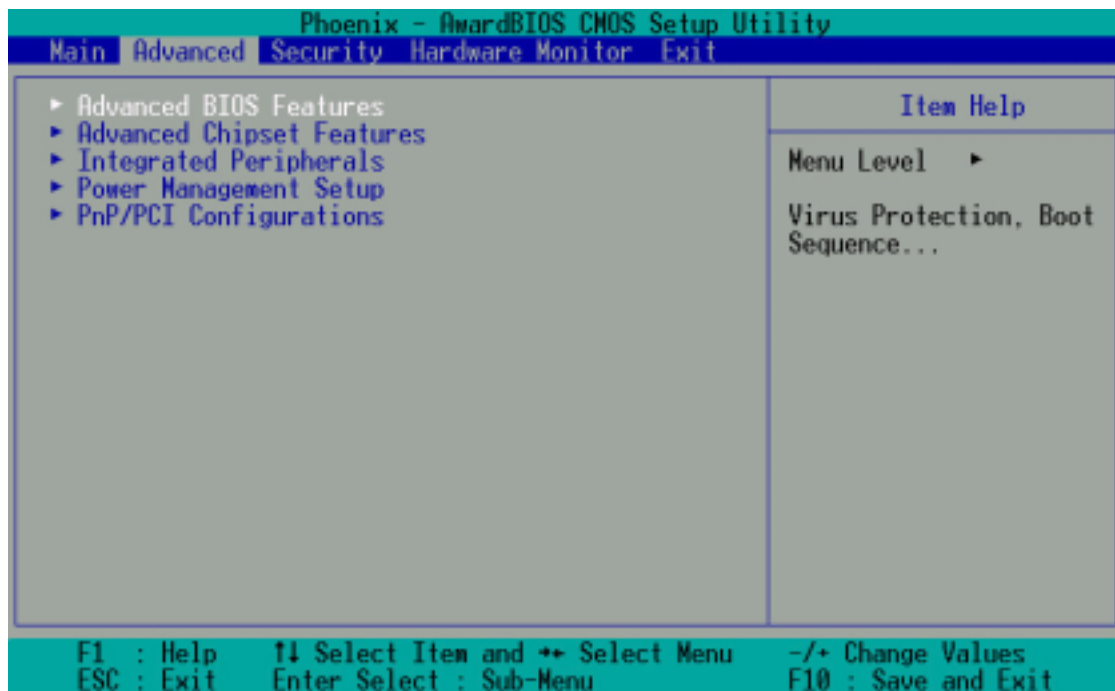 Phoenix - AwardBIOS CMOS Setup Utility
Main Advanced Security Hardware Monitor Exit
▶ Advanced BIOS Features
▶ Advanced Chipset Features
▶ Integrated Peripherals
▶ Power Management Setup
▶ PnP/PCI Configurations
Item Help
Menu Level ▶
Virus Protection, Boot
Sequence...
F1 : Help ↑↓ Select Item and →← Select Menu -/+ Change Values
ESC : Exit Enter Select : Sub-Menu F10 : Save and Exit